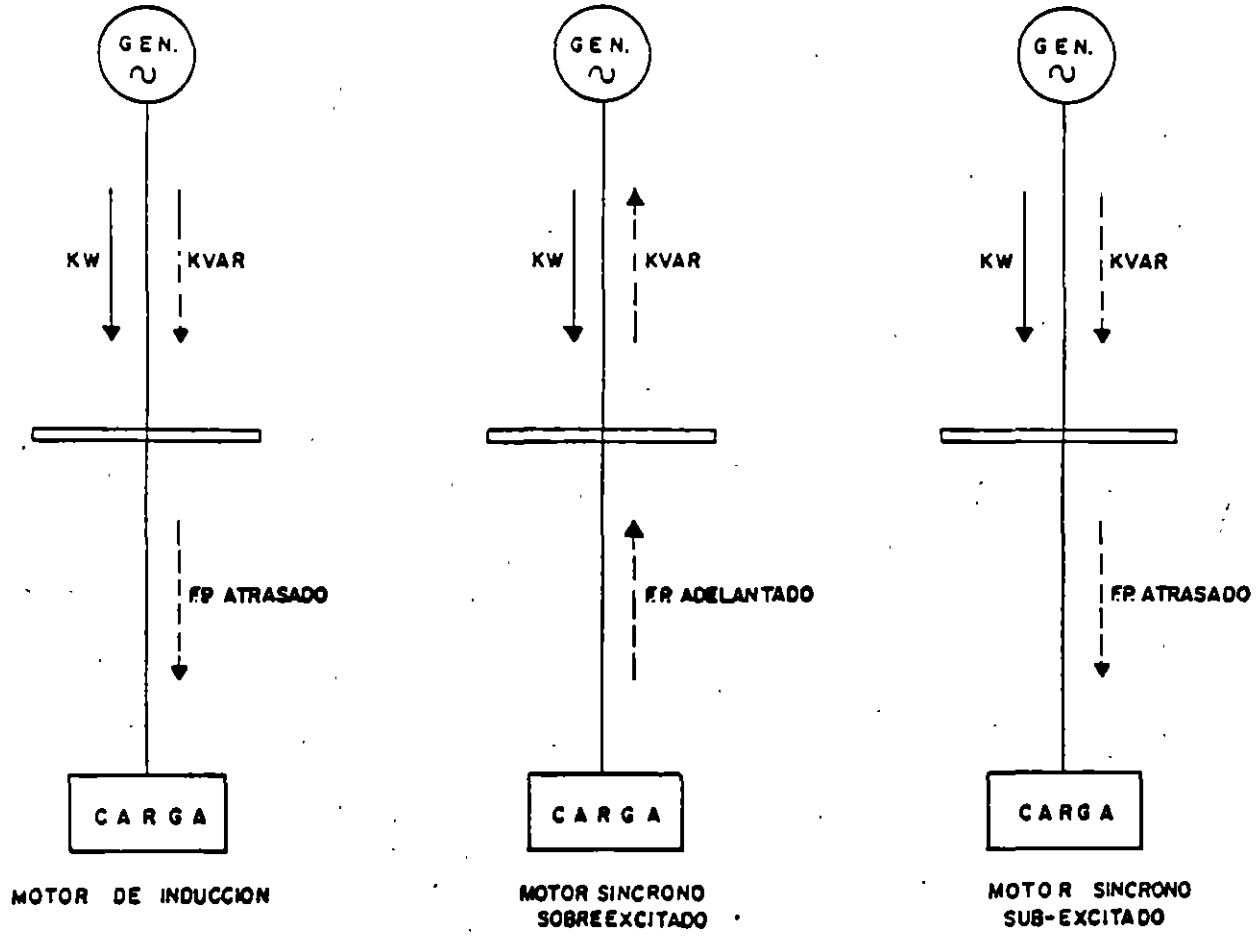 GEN.
KW
KVAR
F.P. ATRASADO
CARGA
MOTOR DE INDUCCION
GEN.
KW
KVAR
F.P. ADELANTADO
CARGA
MOTOR SINCRONO
SOBREEXCITADO
GEN.
KW
KVAR
F.P. ATRASADO
CARGA
MOTOR SINCRONO
SUB-EXCITADO